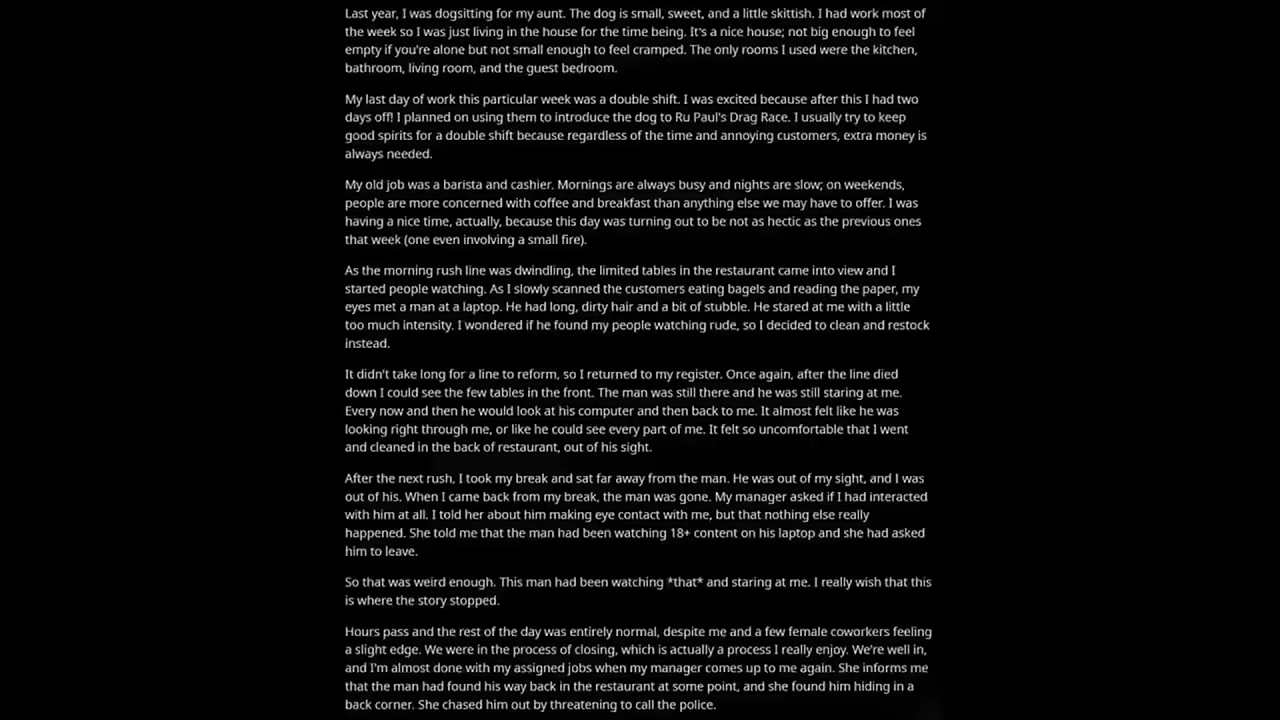 Last year, I was dogsitting for my aunt. The dog is small, sweet, and a little skittish. I had work most of
the week so I was just living in the house for the time being. It's a nice house; not big enough to feel
empty if you're alone but not small enough to feel cramped. The only rooms I used were the kitchen,
bathroom, living room, and the guest bedroom.
My last day of work this particular week was a double shift. I was excited because after this I had two
days off! I planned on using them to introduce the dog to Ru Paul's Drag Race. I usually try to keep
good spirits for a double shift because regardless of the time and annoying customers, extra money is
always needed.
My old job was a barista and cashier. Mornings are always busy and nights are slow; on weekends,
people are more concerned with coffee and breakfast than anything else we may have to offer. I was
having a nice time, actually, because this day was turning out to be not as hectic as the previous ones
that week (one even involving a small fire).
As the morning rush line was dwindling, the limited tables in the restaurant came into view and I
started people watching. As I slowly scanned the customers eating bagels and reading the paper, my
eyes met a man at a laptop. He had long, dirty hair and a bit of stubble. He stared at me with a little
too much intensity. I wondered if he found my people watching rude, so I decided to clean and restock
instead.
It didn't take long for a line to reform, so I returned to my register. Once again, after the line died
down I could see the few tables in the front. The man was still there and he was still staring at me.
Every now and then he would look at his computer and then back to me. It almost felt like he was
looking right through me, or like he could see every part of me. It felt so uncomfortable that I went
and cleaned in the back of restaurant, out of his sight.
After the next rush, I took my break and sat far away from the man. He was out of my sight, and I was
out of his. When I came back from my break, the man was gone. My manager asked if I had interacted
with him at all. I told her about him making eye contact with me, but that nothing else really
happened. She told me that the man had been watching 18+ content on his laptop and she had asked
him to leave.
So that was weird enough. This man had been watching *that* and staring at me. I really wish that this
is where the story stopped.
Hours pass and the rest of the day was entirely normal, despite me and a few female coworkers feeling
a slight edge. We were in the process of closing, which is actually a process I really enjoy. We're well in,
and I'm almost done with my assigned jobs when my manager comes up to me again. She informs me
that the man had found his way back in the restaurant at some point, and she found him hiding in a
back corner. She chased him out by threatening to call the police.